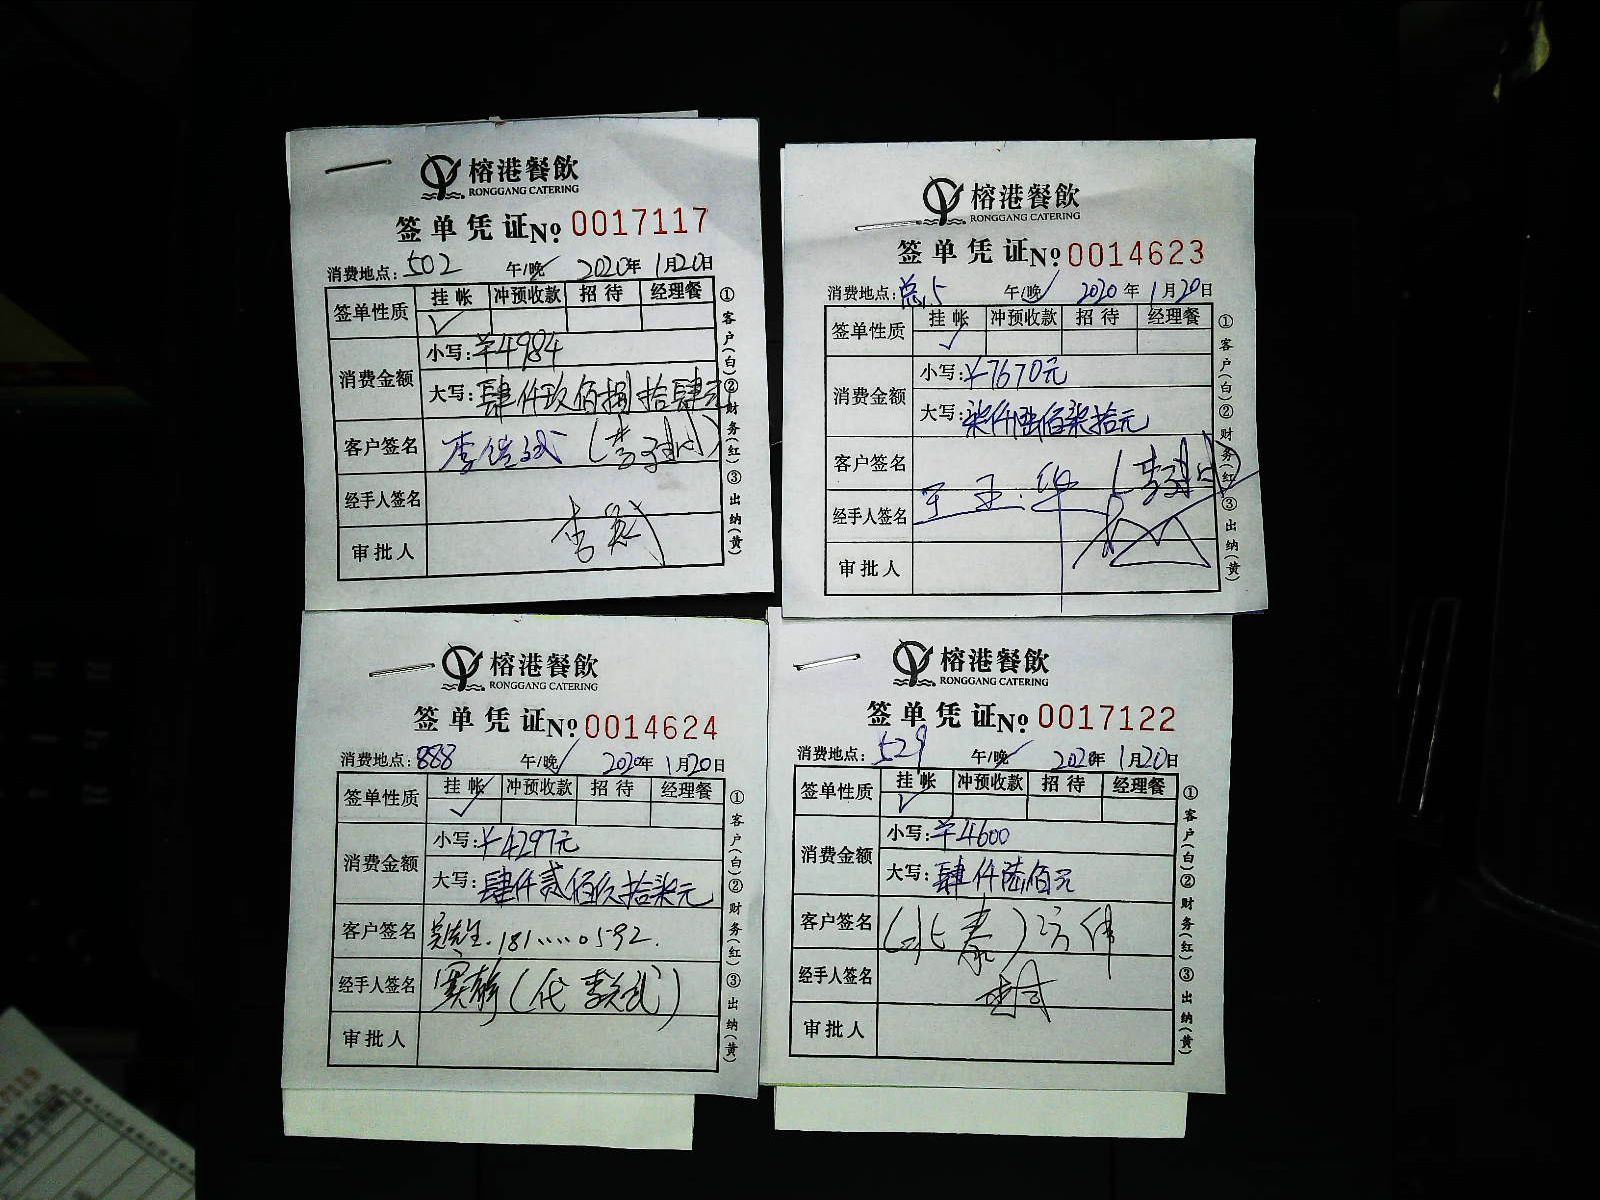 榕港餐飲
RONGGANG CATERING
签单凭证 No. 0017117
消费地点: 502 午/晚 2020年 1月20日
签单性质 挂帐 冲预收款 招待 经理餐
✓
消费金额 小写: ¥4984
大写: 肆仟玖佰捌拾肆元
客户签名
经手人签名
审批人
①客户(白)②财务(红)③出纳(黄)
榕港餐飲
RONGGANG CATERING
签单凭证 No. 0014623
消费地点: 总5 午/晚 2020年 1月20日
签单性质 挂帐 冲预收款 招待 经理餐
✓
消费金额 小写: ¥7670元
大写: 柒仟陆佰柒拾元
客户签名
经手人签名
审批人
①客户(白)②财务(红)③出纳(黄)
榕港餐飲
RONGGANG CATERING
签单凭证 No. 0014624
消费地点: 888 午/晚 2020年 1月20日
签单性质 挂帐 冲预收款 招待 经理餐
✓
消费金额 小写: ¥4297元
大写: 肆仟贰佰玖拾柒元
客户签名 吴先生.181....0592.
经手人签名
审批人
①客户(白)②财务(红)③出纳(黄)
榕港餐飲
RONGGANG CATERING
签单凭证 No. 0017122
消费地点: 529 午/晚 2020年 1月20日
签单性质 挂帐 冲预收款 招待 经理餐
✓
消费金额 小写: ¥4600
大写: 肆仟陆佰元
客户签名
经手人签名
审批人
①客户(白)②财务(红)③出纳(黄)